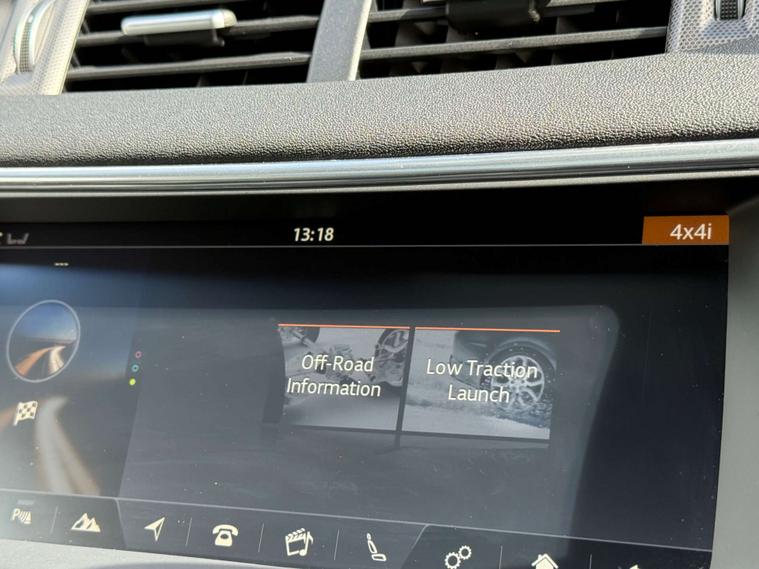 13:18
4x4i
---
Off-Road
Information
Low Traction
Launch
P